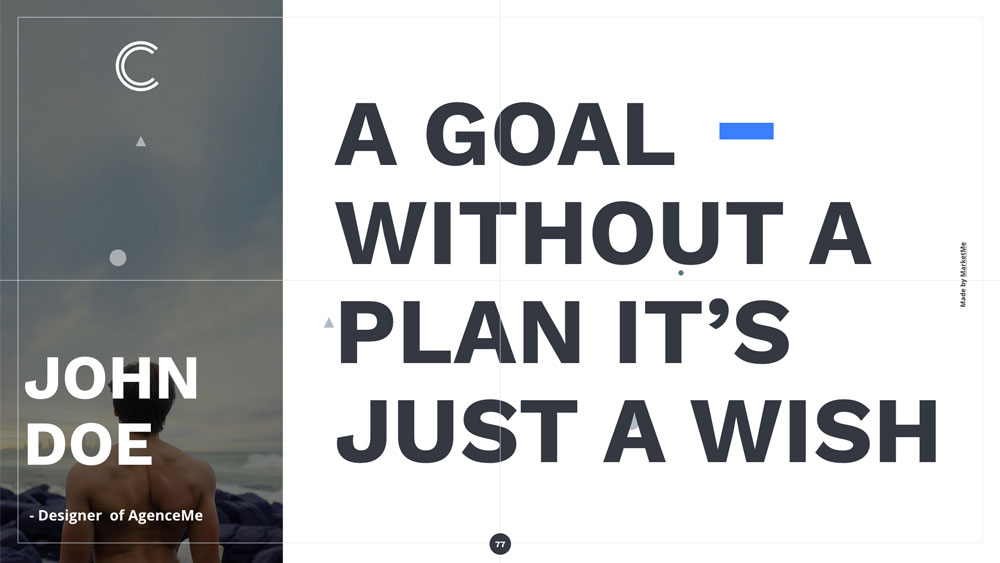 C
JOHN
DOE
- Designer  of AgenceMe
A GOAL –
WITHOUT A
PLAN IT’S
JUST A WISH
Made by MarketMe
77